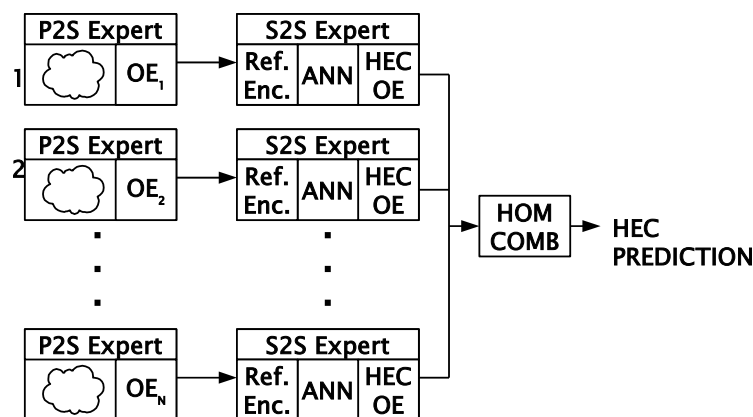 P2S Expert
S2S Expert
1
OE1
Ref.
Enc.
ANN
HEC
OE
P2S Expert
S2S Expert
2
OE2
Ref.
Enc.
ANN
HEC
OE
HOM
COMB
HEC
PREDICTION
P2S Expert
S2S Expert
OEN
Ref.
Enc.
ANN
HEC
OE